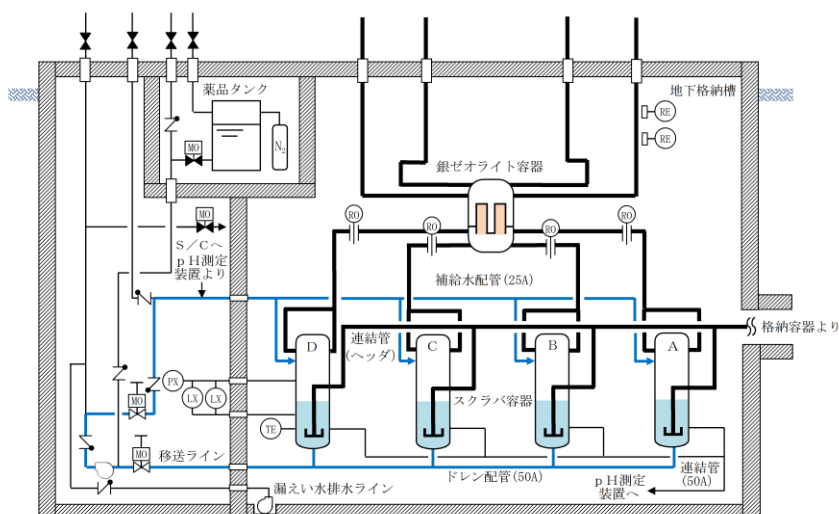 薬品タンク
地下格納槽
N₂
MO
RE
RE
銀ゼオライト容器
MO
S/Cへ
pH測定
装置より
RO
RO
RO
RO
補給水配管(25A)
連結管
(ヘッダ)
格納容器より
D
C
B
A
PX
LX
LX
MO
スクラバ容器
TE
MO
移送ライン
ドレン配管(50A)
連結管
(50A)
漏えい水排水ライン
pH測定
装置へ